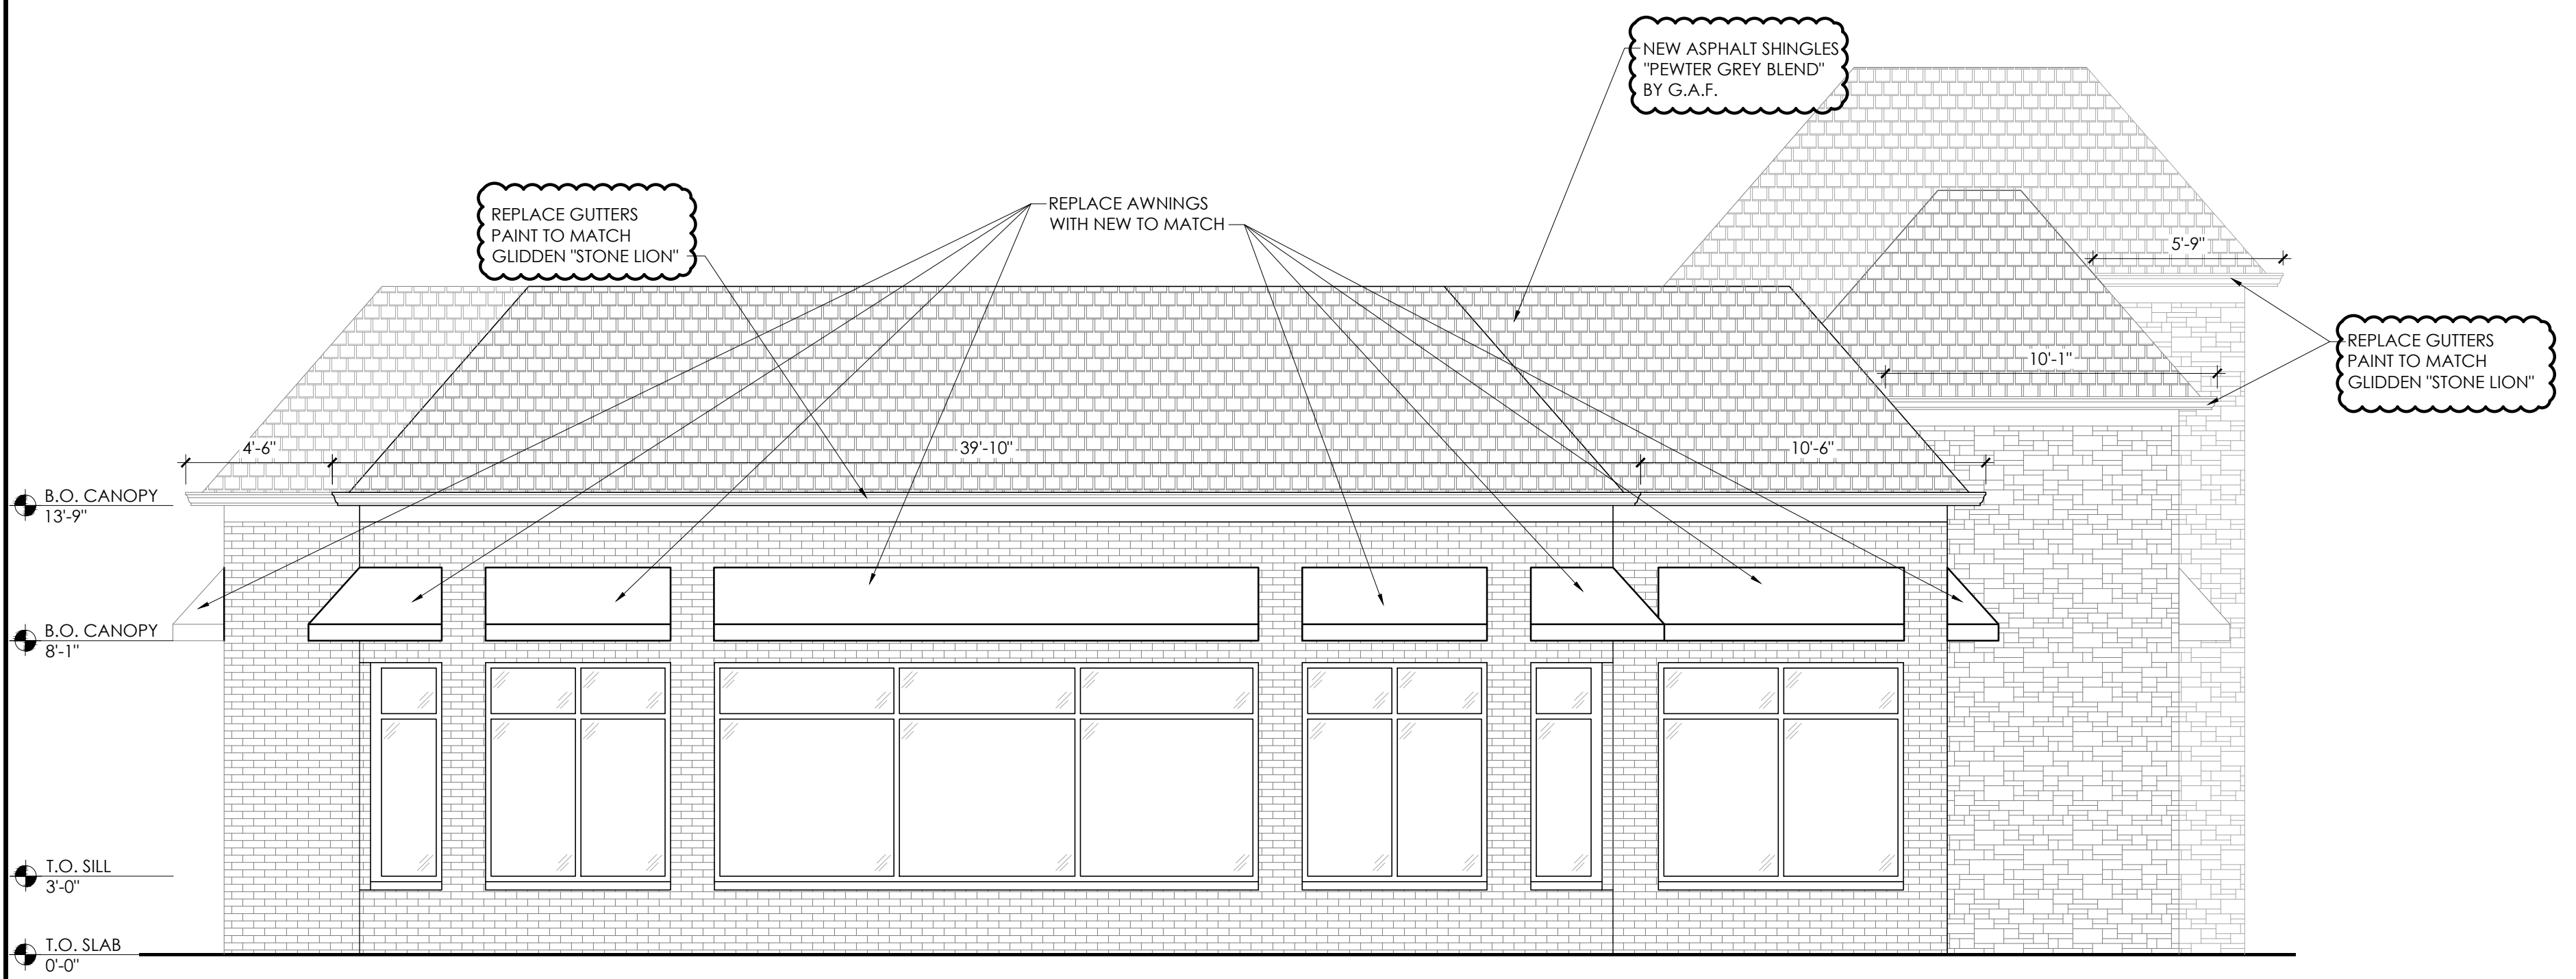 NEW ASPHALT SHINGLES
"PEWTER GREY BLEND"
BY G.A.F.
REPLACE GUTTERS
PAINT TO MATCH
GLIDDEN "STONE LION"
REPLACE AWNINGS
WITH NEW TO MATCH
5'-9"
REPLACE GUTTERS
PAINT TO MATCH
GLIDDEN "STONE LION"
10'-1"
4'-6"
39'-10"
10'-6"
B.O. CANOPY
13'-9"
B.O. CANOPY
8'-1"
T.O. SILL
3'-0"
T.O. SLAB
0'-0"